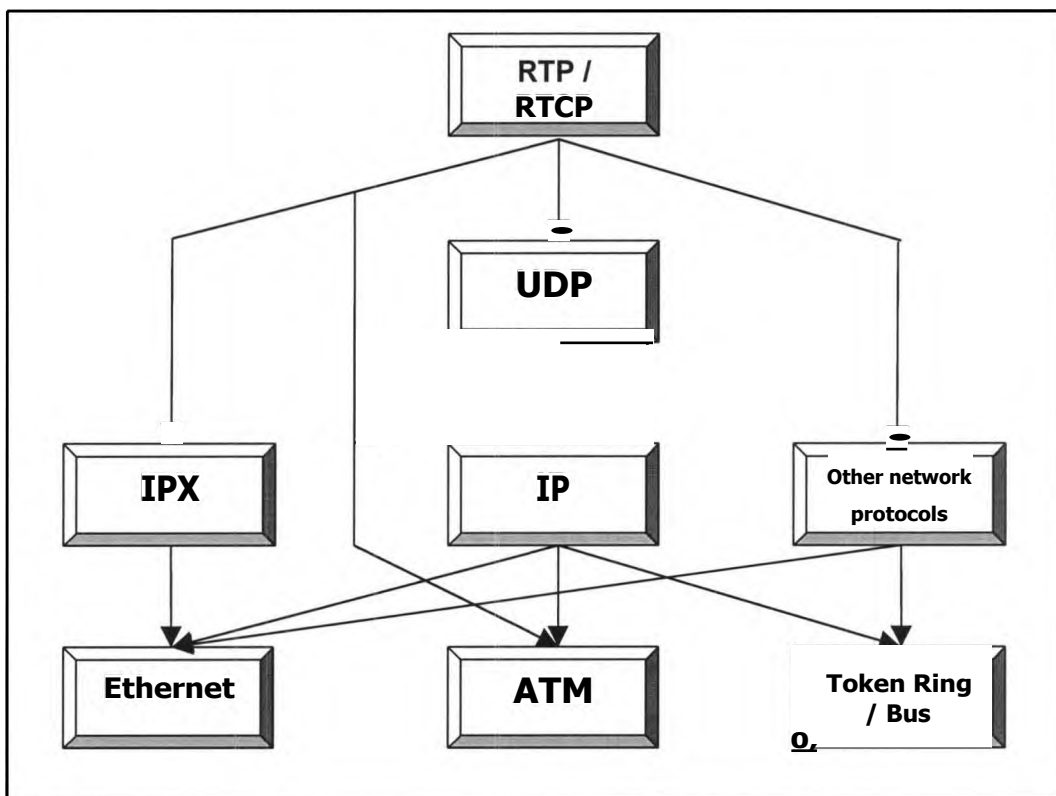 RTP /
RTCP
UDP
IPX
IP
Other network
protocols
Ethernet
ATM
Token Ring
/ Bus
o,